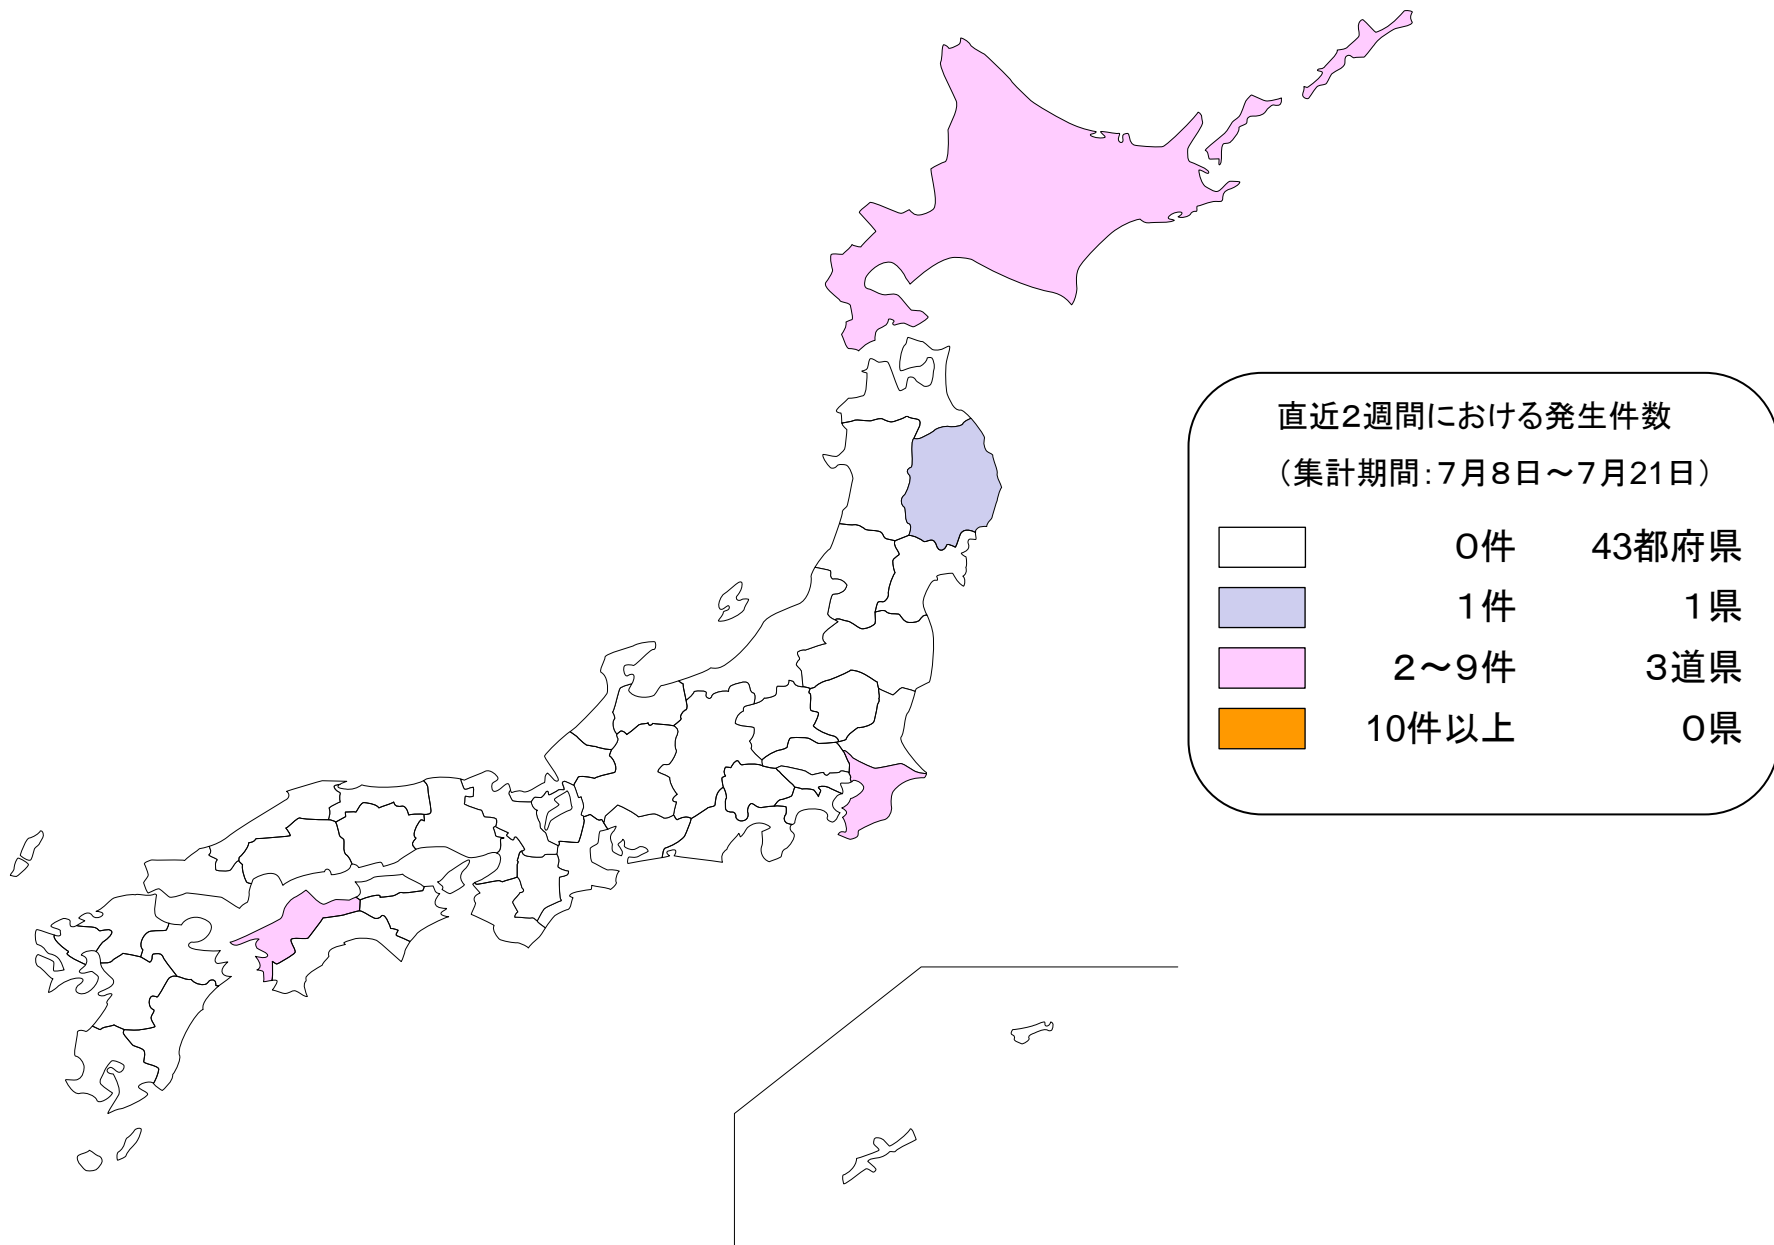 直近２週間における発生件数
（集計期間：７月８日～７月21日）
０件 43都府県
１件 １県
２～９件 ３道県
10件以上 ０県